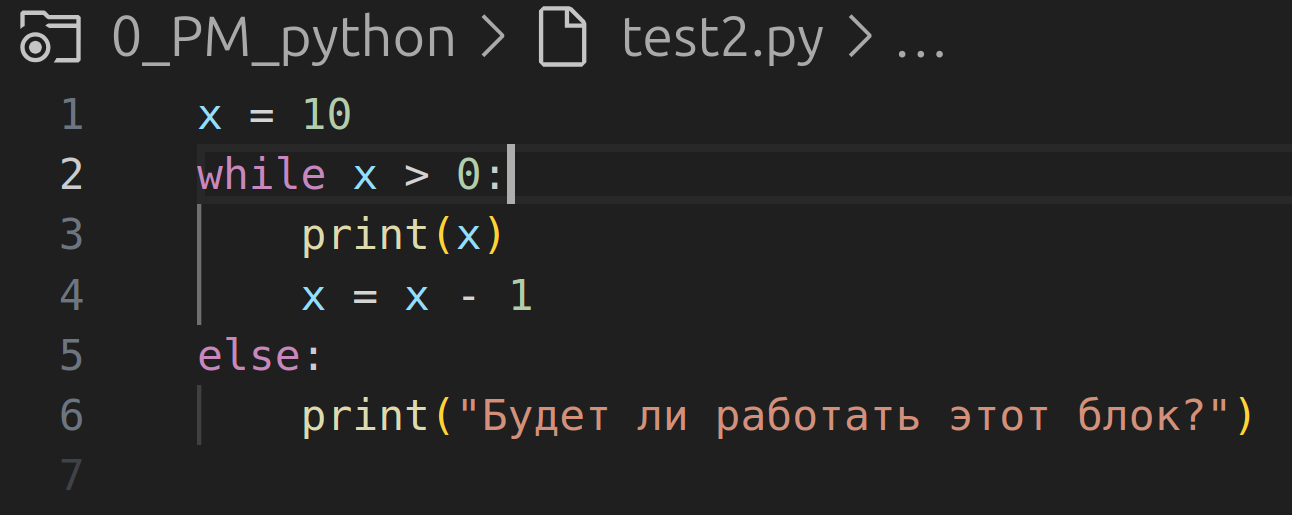 0_PM_python > test2.py > ...
1 x = 10
2 while x > 0:
3     print(x)
4     x = x - 1
5 else:
6     print("Будет ли работать этот блок?")
7